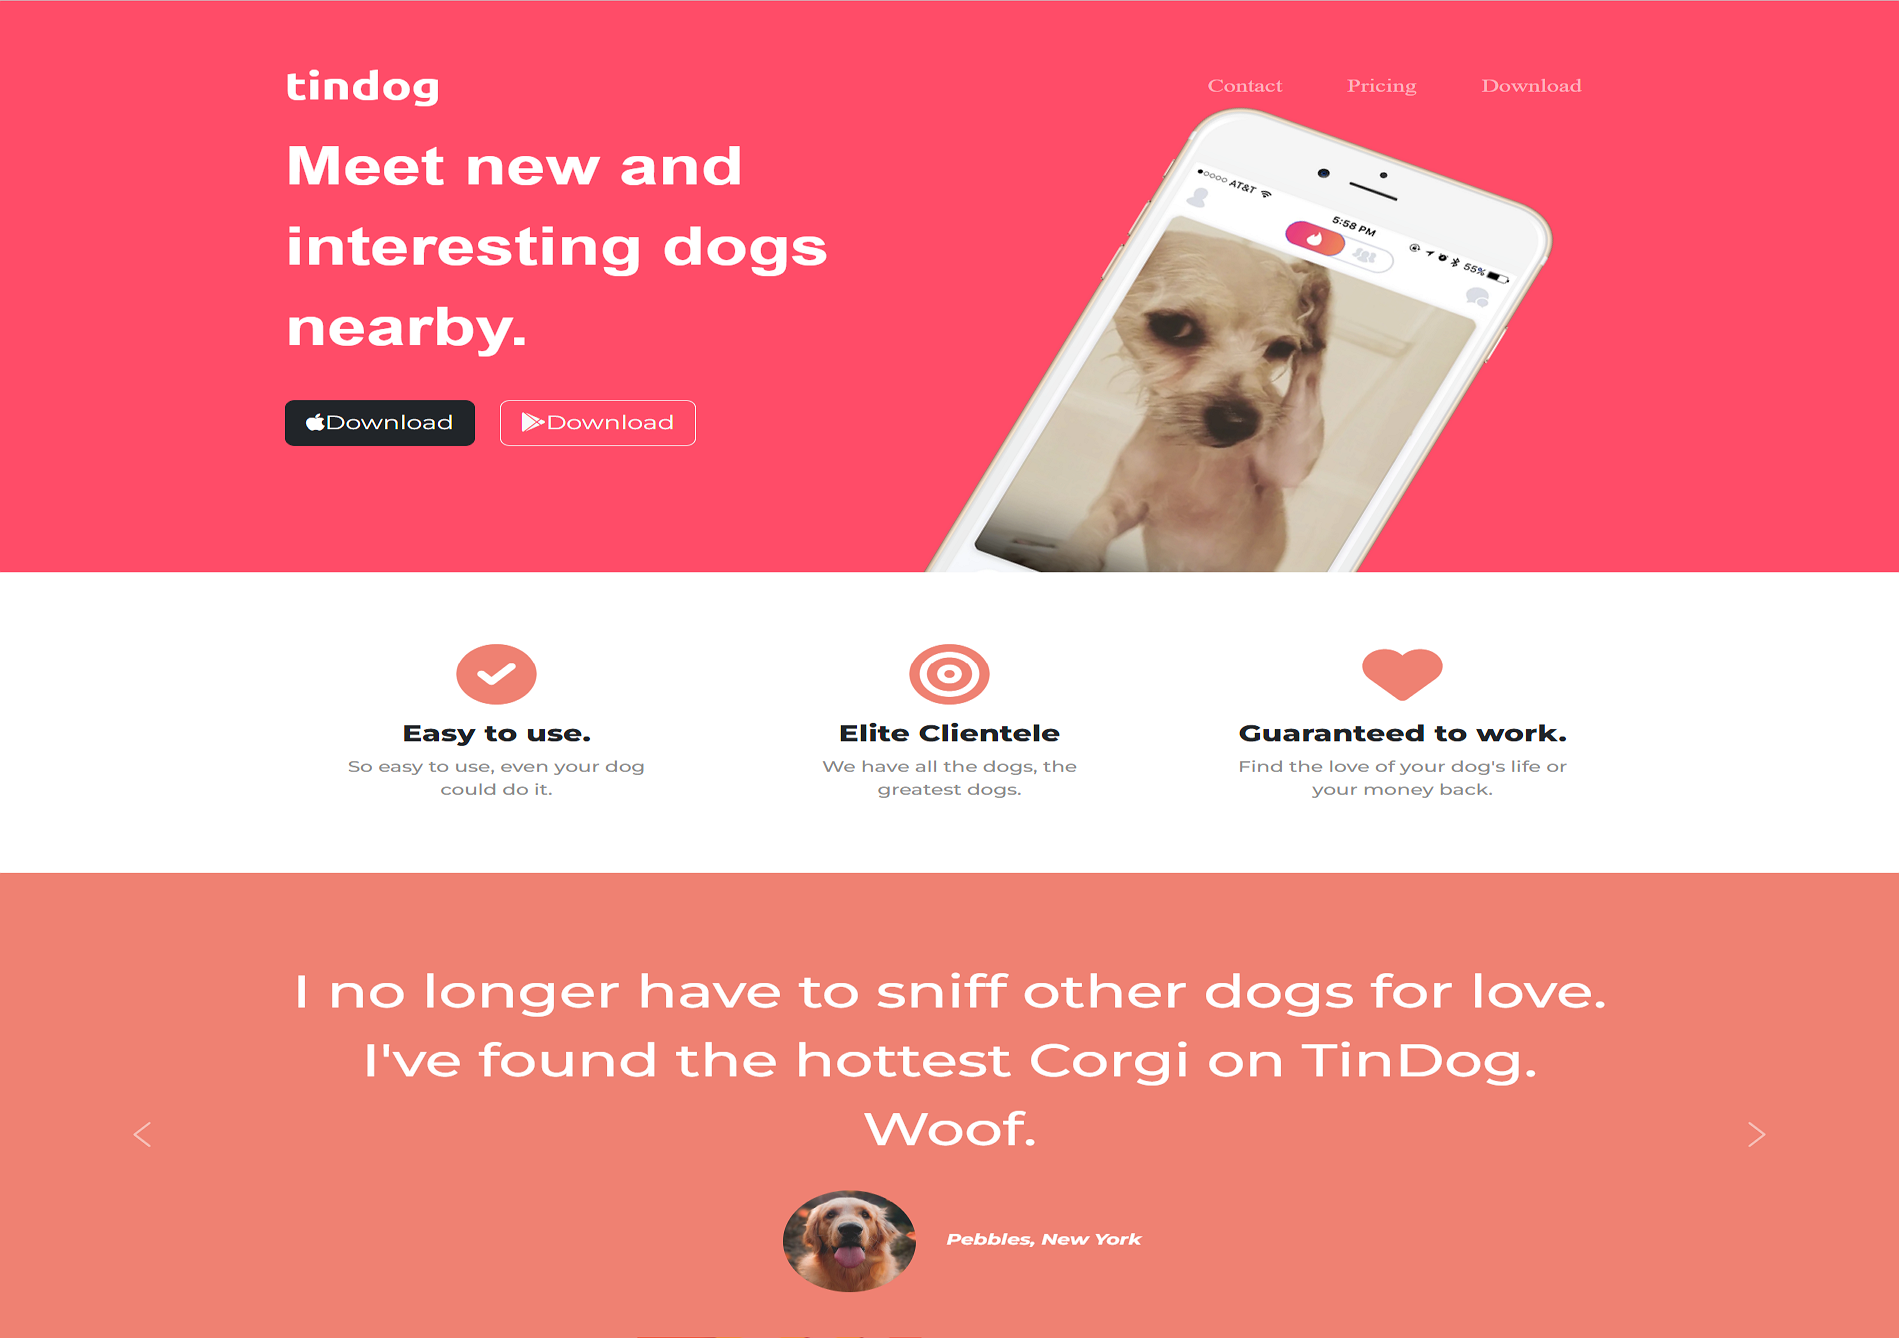 tindog
Contact Pricing Download
Meet new and
interesting dogs
nearby.
Download Download
AT&T
5:58 PM
55%
Easy to use.
So easy to use, even your dog
could do it.
Elite Clientele
We have all the dogs, the
greatest dogs.
Guaranteed to work.
Find the love of your dog's life or
your money back.
I no longer have to sniff other dogs for love.
I've found the hottest Corgi on TinDog.
Woof.
Pebbles, New York